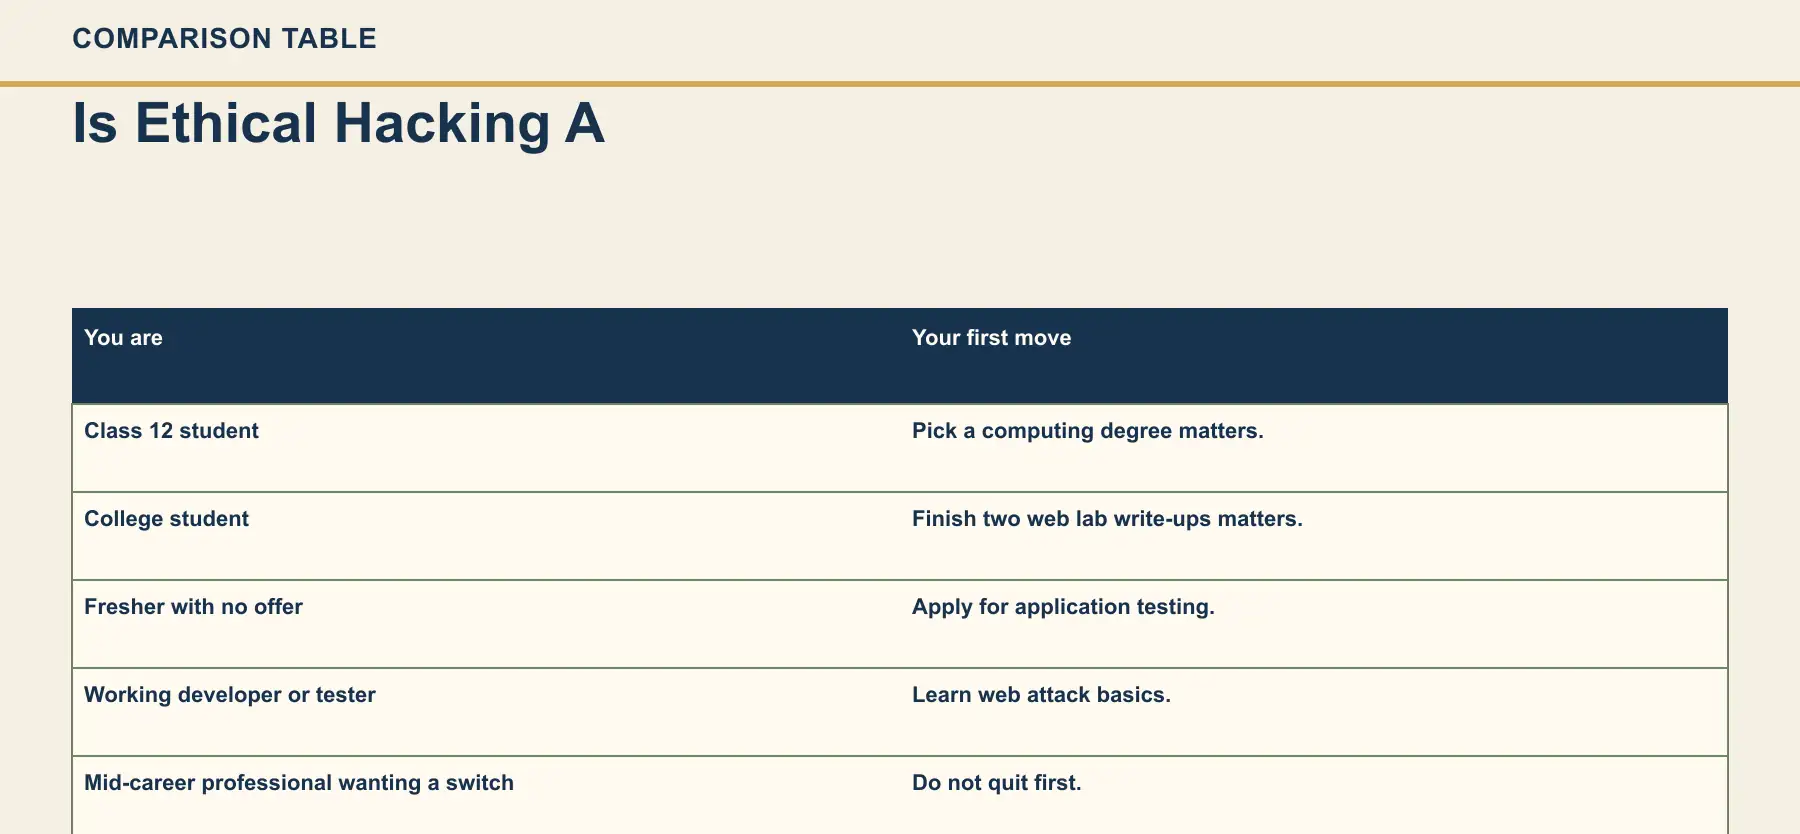 COMPARISON TABLE
Is Ethical Hacking A
You are Your first move
Class 12 student Pick a computing degree matters.
College student Finish two web lab write-ups matters.
Fresher with no offer Apply for application testing.
Working developer or tester Learn web attack basics.
Mid-career professional wanting a switch Do not quit first.